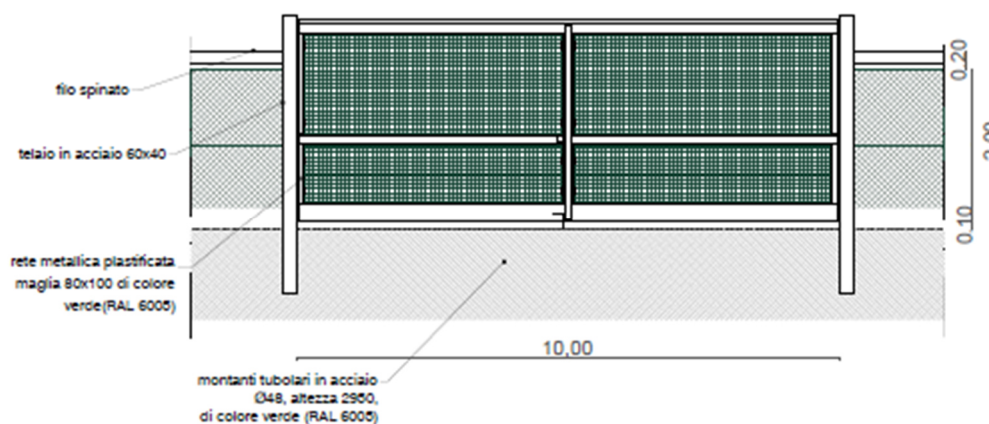 filo spinato
telaio in acciaio 60x40
rete metallica plastificata
maglia 80x100 di colore
verde(RAL 6005)
montanti tubolari in acciaio
Ø48, altezza 2950,
di colore verde (RAL 6005)
10,00
0,20
0,10